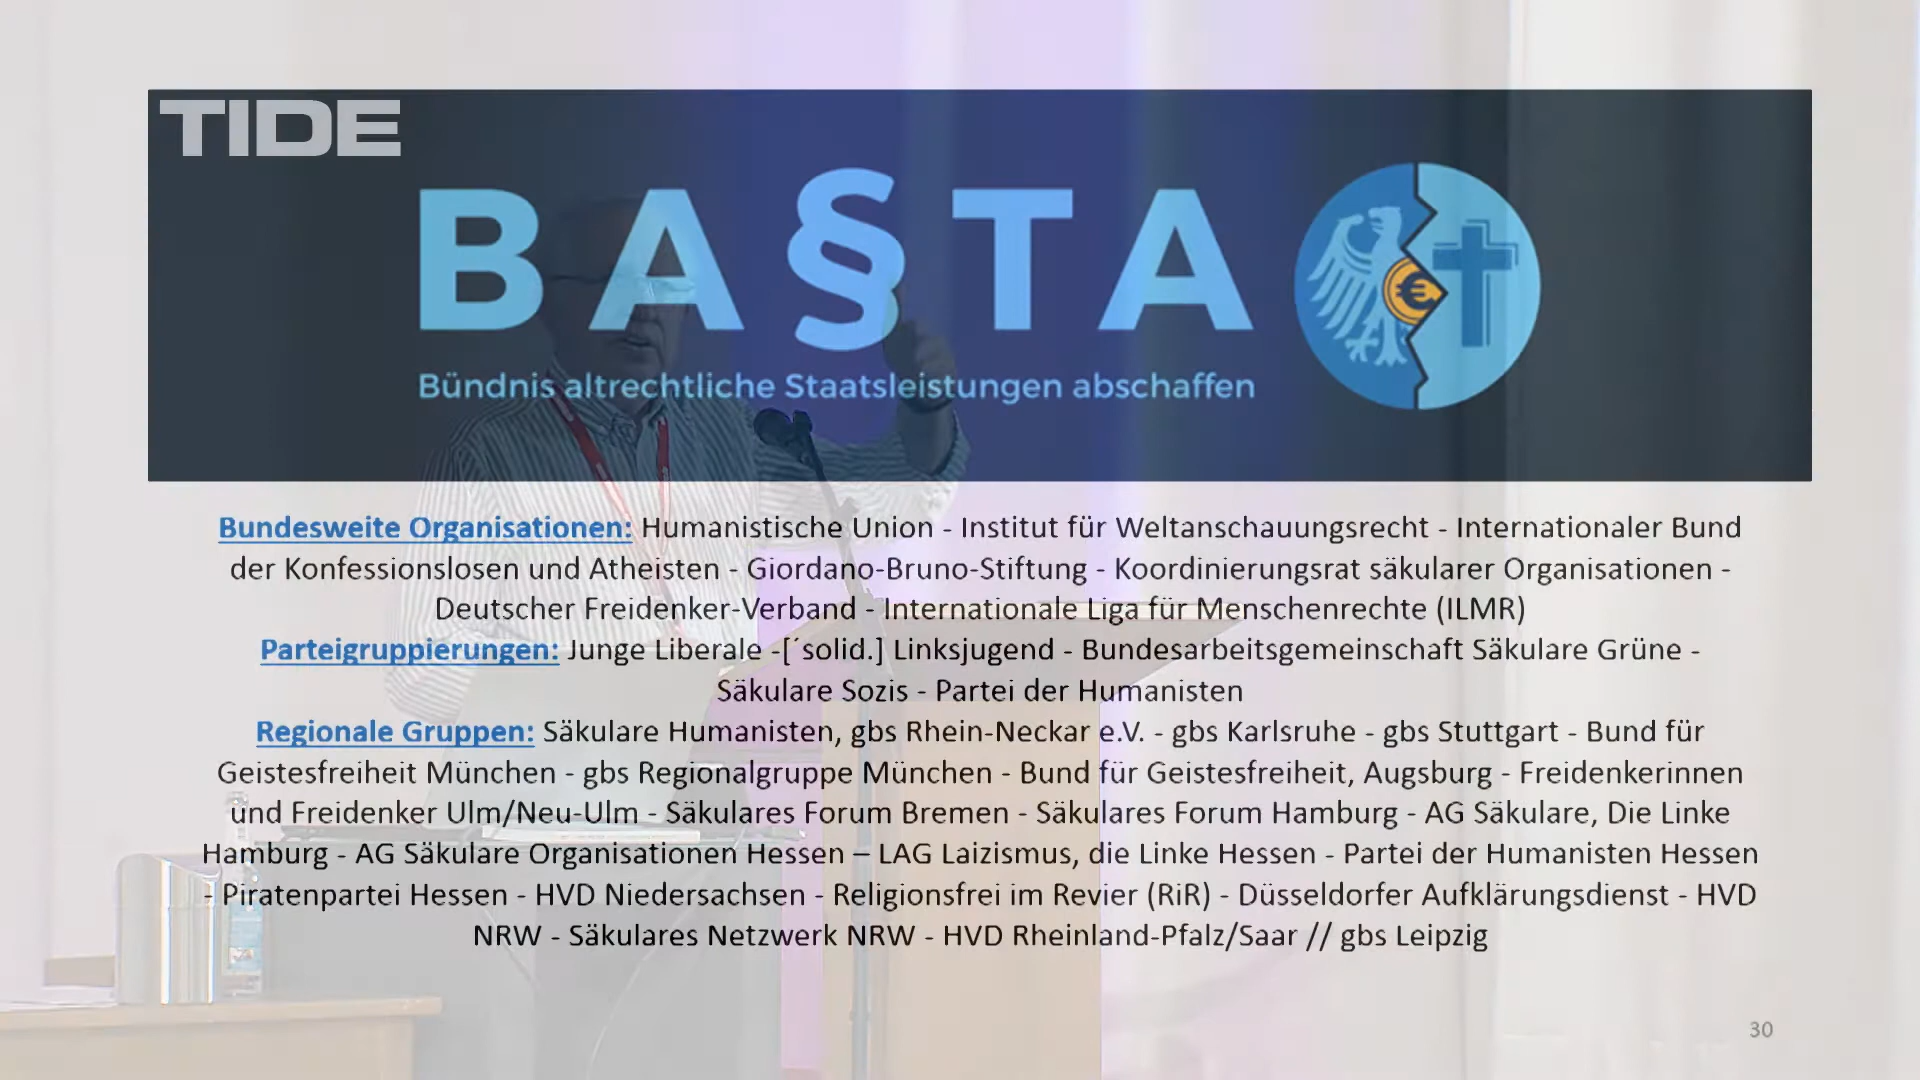 TIDE
BA§TA
Bündnis altrechtliche Staatsleistungen abschaffen
Bundesweite Organisationen: Humanistische Union - Institut für Weltanschauungsrecht - Internationaler Bund
der Konfessionslosen und Atheisten - Giordano-Bruno-Stiftung - Koordinierungsrat säkularer Organisationen -
Deutscher Freidenker-Verband - Internationale Liga für Menschenrechte (ILMR)
Parteigruppierungen: Junge Liberale -[´solid.] Linksjugend - Bundesarbeitsgemeinschaft Säkulare Grüne -
Säkulare Sozis - Partei der Humanisten
Regionale Gruppen: Säkulare Humanisten, gbs Rhein-Neckar e.V. - gbs Karlsruhe - gbs Stuttgart - Bund für
Geistesfreiheit München - gbs Regionalgruppe München - Bund für Geistesfreiheit, Augsburg - Freidenkerinnen
und Freidenker Ulm/Neu-Ulm - Säkulares Forum Bremen - Säkulares Forum Hamburg - AG Säkulare, Die Linke
Hamburg - AG Säkulare Organisationen Hessen – LAG Laizismus, die Linke Hessen - Partei der Humanisten Hessen
- Piratenpartei Hessen - HVD Niedersachsen - Religionsfrei im Revier (RiR) - Düsseldorfer Aufklärungsdienst - HVD
NRW - Säkulares Netzwerk NRW - HVD Rheinland-Pfalz/Saar // gbs Leipzig
30